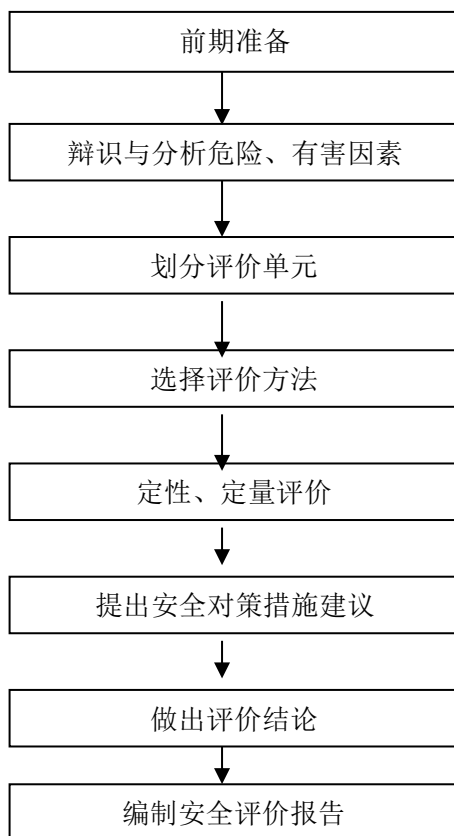 前期准备
辩识与分析危险、有害因素
划分评价单元
选择评价方法
定性、定量评价
提出安全对策措施建议
做出评价结论
编制安全评价报告